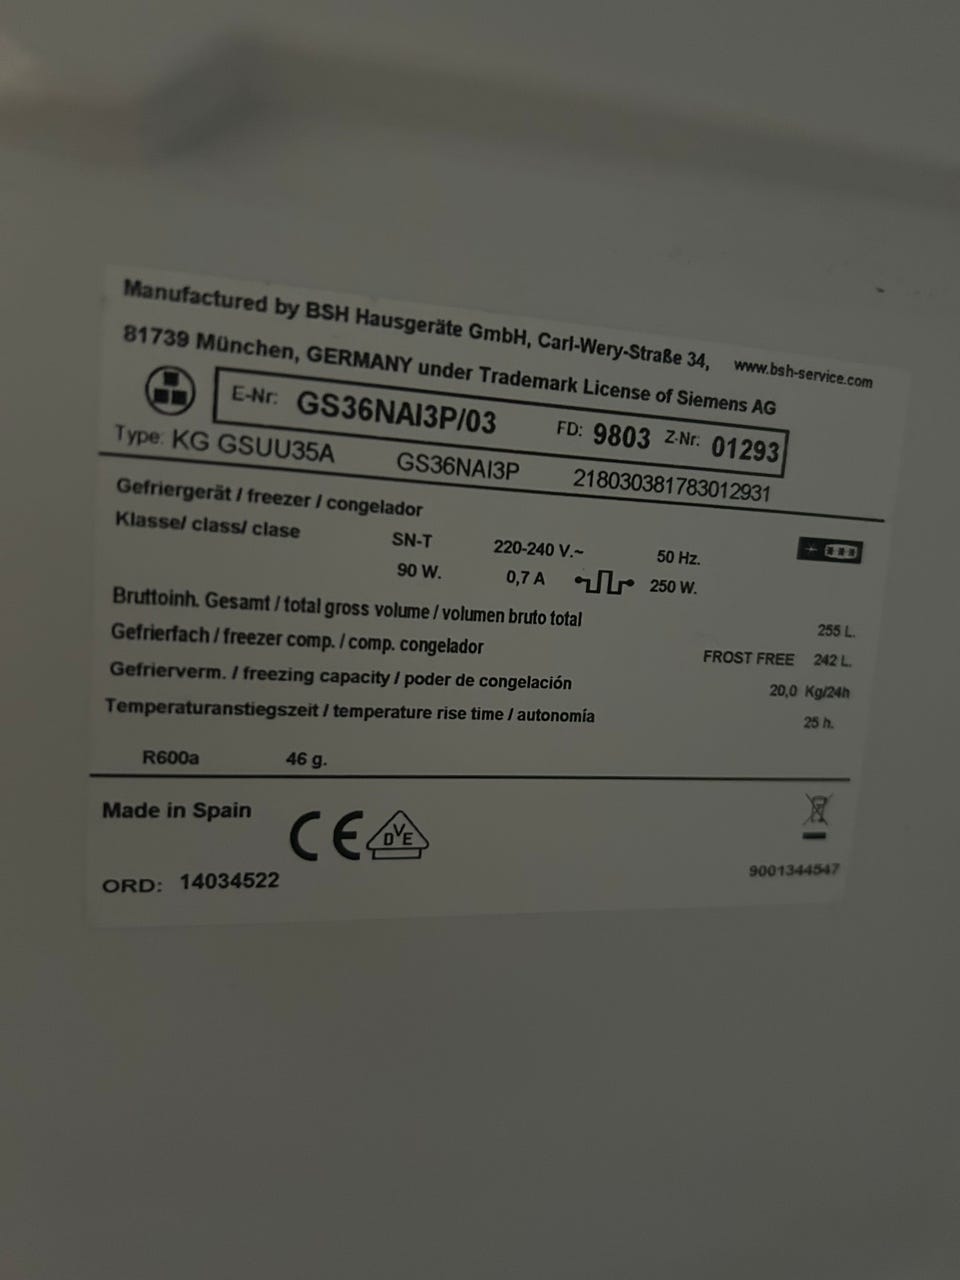 Manufactured by BSH Hausgeräte GmbH, Carl-Wery-Straße 34, www.bsh-service.com
81739 München, GERMANY under Trademark License of Siemens AG
E-Nr: GS36NAI3P/03 FD: 9803 Z-Nr: 01293
Type: KG GSUU35A GS36NAI3P 218030381783012931
Gefriergerät / freezer / congelador
Klasse/ class/ clase SN-T 220-240 V.~ 50 Hz.
90 W. 0,7 A 250 W.
Bruttoinh. Gesamt / total gross volume / volumen bruto total 255 L.
Gefrierfach / freezer comp. / comp. congelador FROST FREE 242 L.
Gefrierverm. / freezing capacity / poder de congelación 20,0 Kg/24h
Temperaturanstiegszeit / temperature rise time / autonomía 25 h.
R600a 46 g.
Made in Spain CE DVE
ORD: 14034522 9001344547